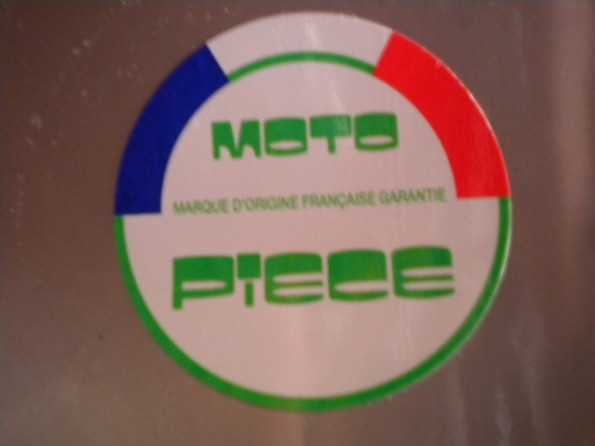 MOTO
MARQUE D'ORIGINE FRANÇAISE GARANTIE
PIECE